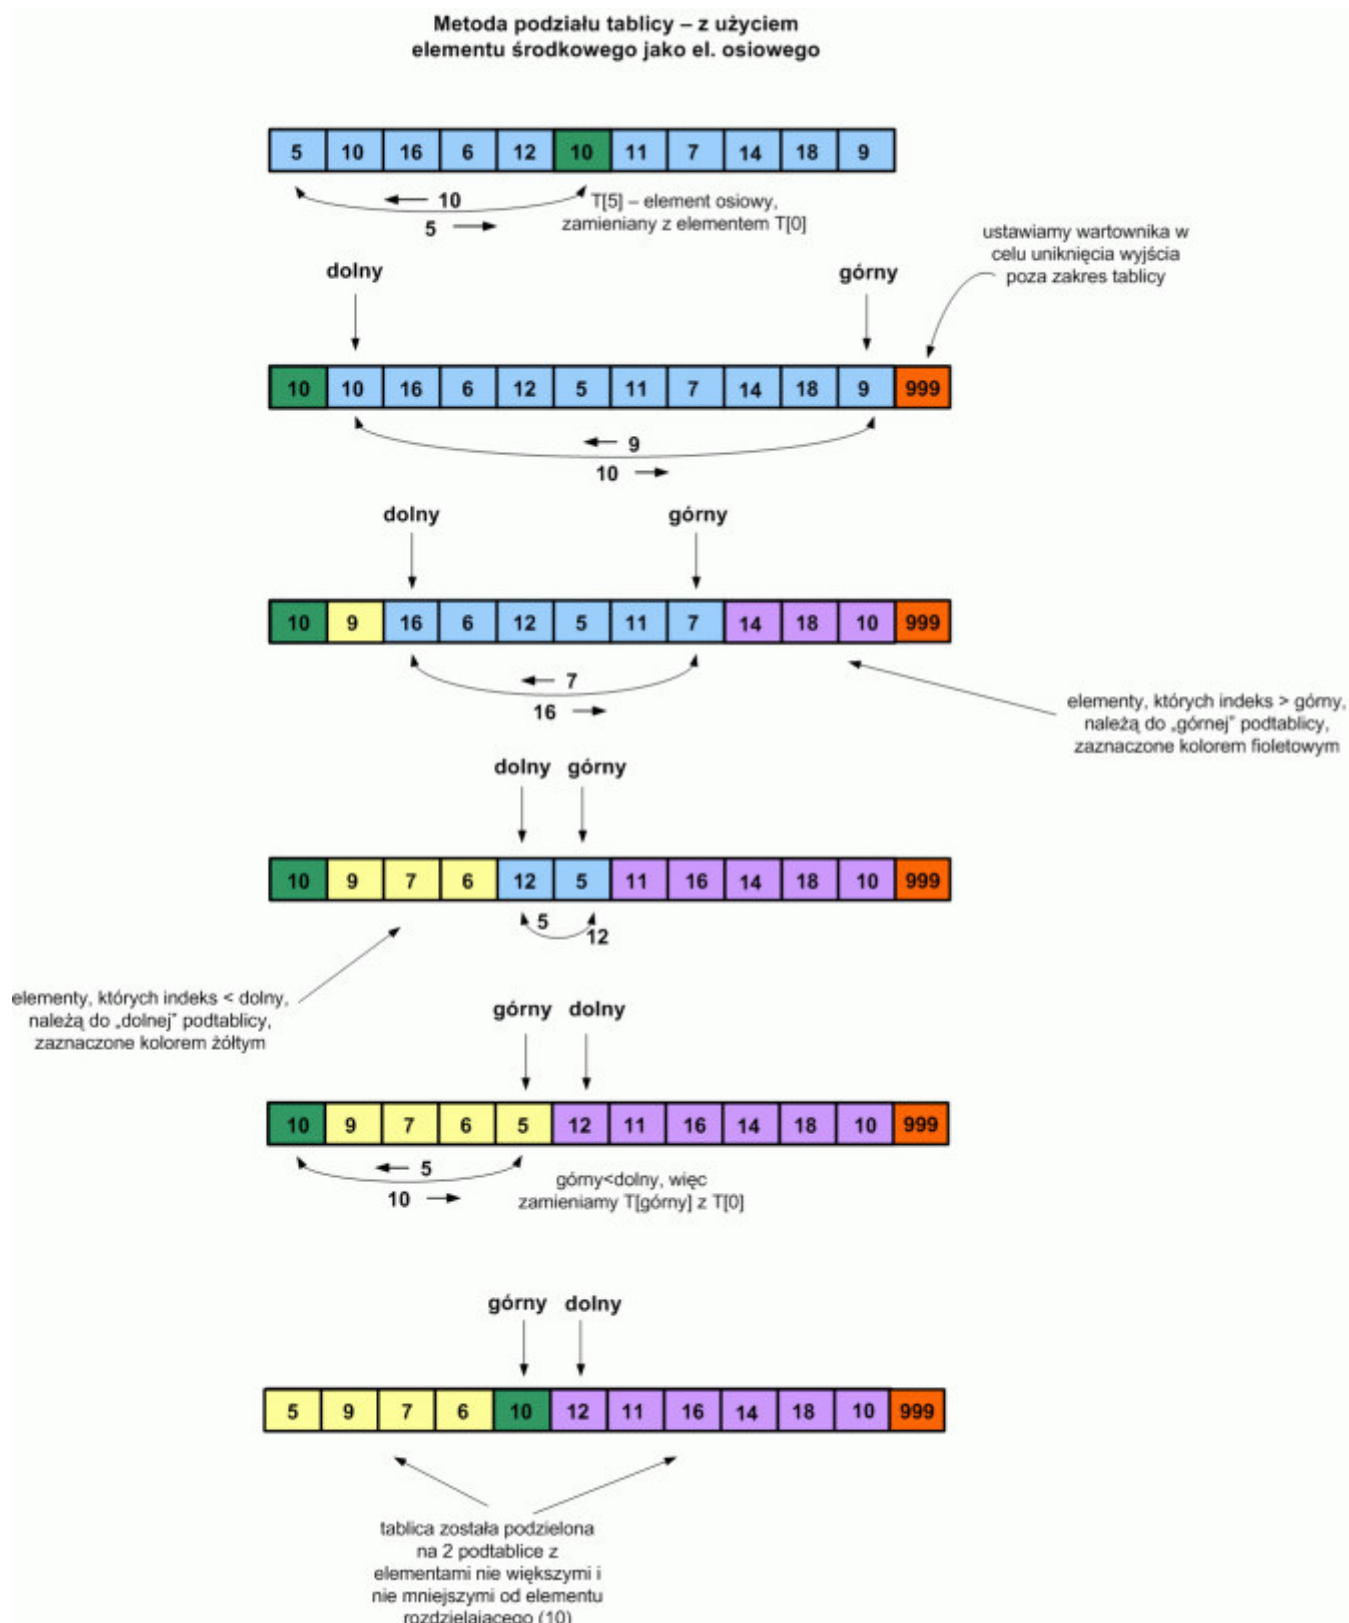 Metoda podziału tablicy – z użyciem
elementu środkowego jako el. osiowego
5 10 16 6 12 10 11 7 14 18 9
10
5
T[5] – element osiowy,
zamieniany z elementem T[0]
ustawiamy wartownika w
celu uniknięcia wyjścia
poza zakres tablicy
dolny górny
10 10 16 6 12 5 11 7 14 18 9 999
9
10
dolny górny
10 9 16 6 12 5 11 7 14 18 10 999
7
16
elementy, których indeks > górny,
należą do „górnej” podtablicy,
zaznaczone kolorem fioletowym
dolny górny
10 9 7 6 12 5 11 16 14 18 10 999
5
12
elementy, których indeks < dolny,
należą do „dolnej” podtablicy,
zaznaczone kolorem żółtym
górny dolny
10 9 7 6 5 12 11 16 14 18 10 999
5
10
górny<dolny, więc
zamieniamy T[górny] z T[0]
górny dolny
5 9 7 6 10 12 11 16 14 18 10 999
tablica została podzielona
na 2 podtablice z
elementami nie większymi i
nie mniejszymi od elementu
rozdzielającego (10)